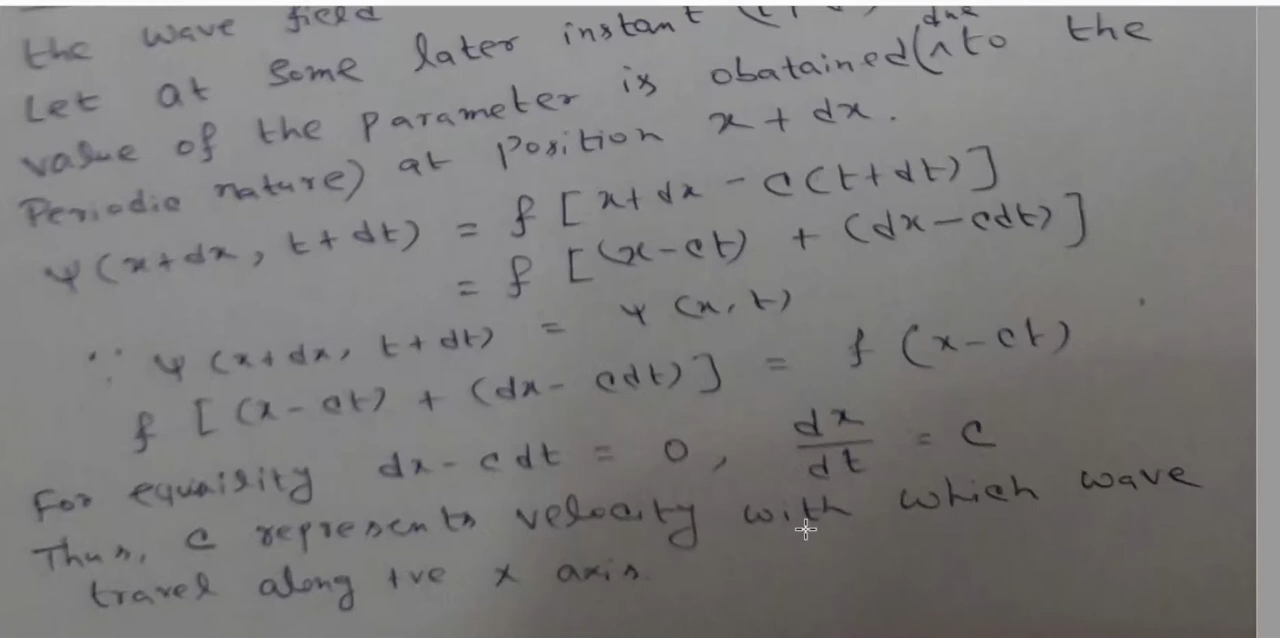 the wave field
Let at some later instant
value of the parameter is obatained (due to the
Periodic nature) at position x + dx.
ψ(x+dx, t+dt) = f [x+dx - c(t+dt)]
= f [(x-ct) + (dx-cdt)]
∵ ψ(x+dx, t+dt) = ψ(x,t)
f [(x-ct) + (dx-cdt)] = f (x-ct)
For equaility dx-cdt = 0, dx/dt = c
Thus, c represents velocity with which wave
travel along +ve x axis.